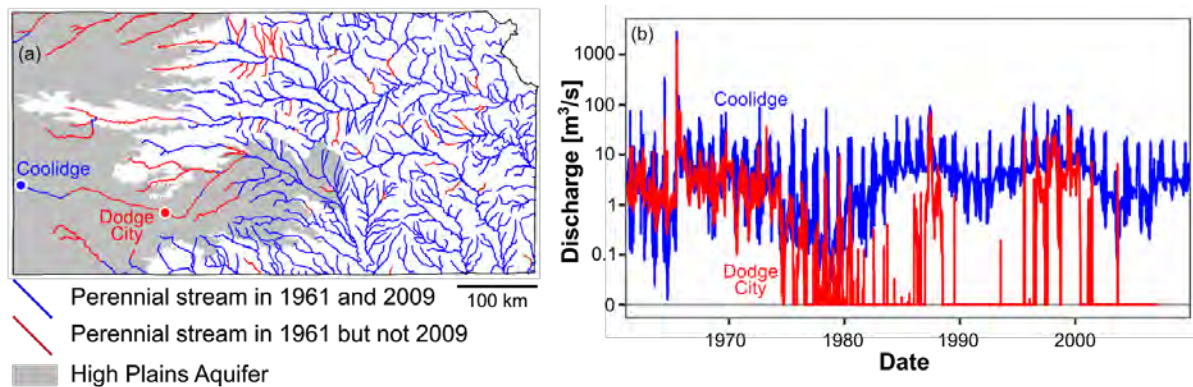 (a)
Coolidge
Dodge
City
100 km
Perennial stream in 1961 and 2009
Perennial stream in 1961 but not 2009
High Plains Aquifer
(b)
Discharge [m³/s]
1000
100
10
1
0.1
0
Coolidge
Dodge
City
1970
1980
1990
2000
Date